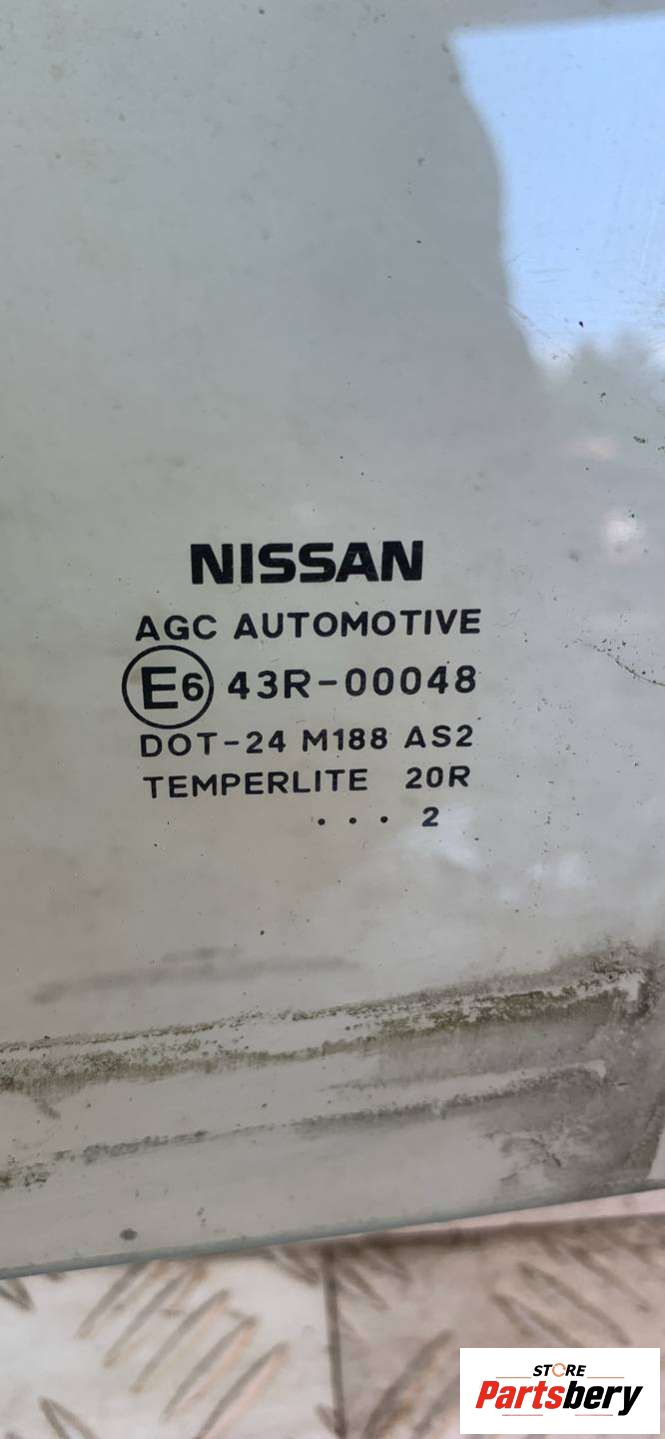 NISSAN
AGC AUTOMOTIVE
E6 43R-00048
DOT-24 M188 AS2
TEMPERLITE 20R
... 2
STORE
Partsbery